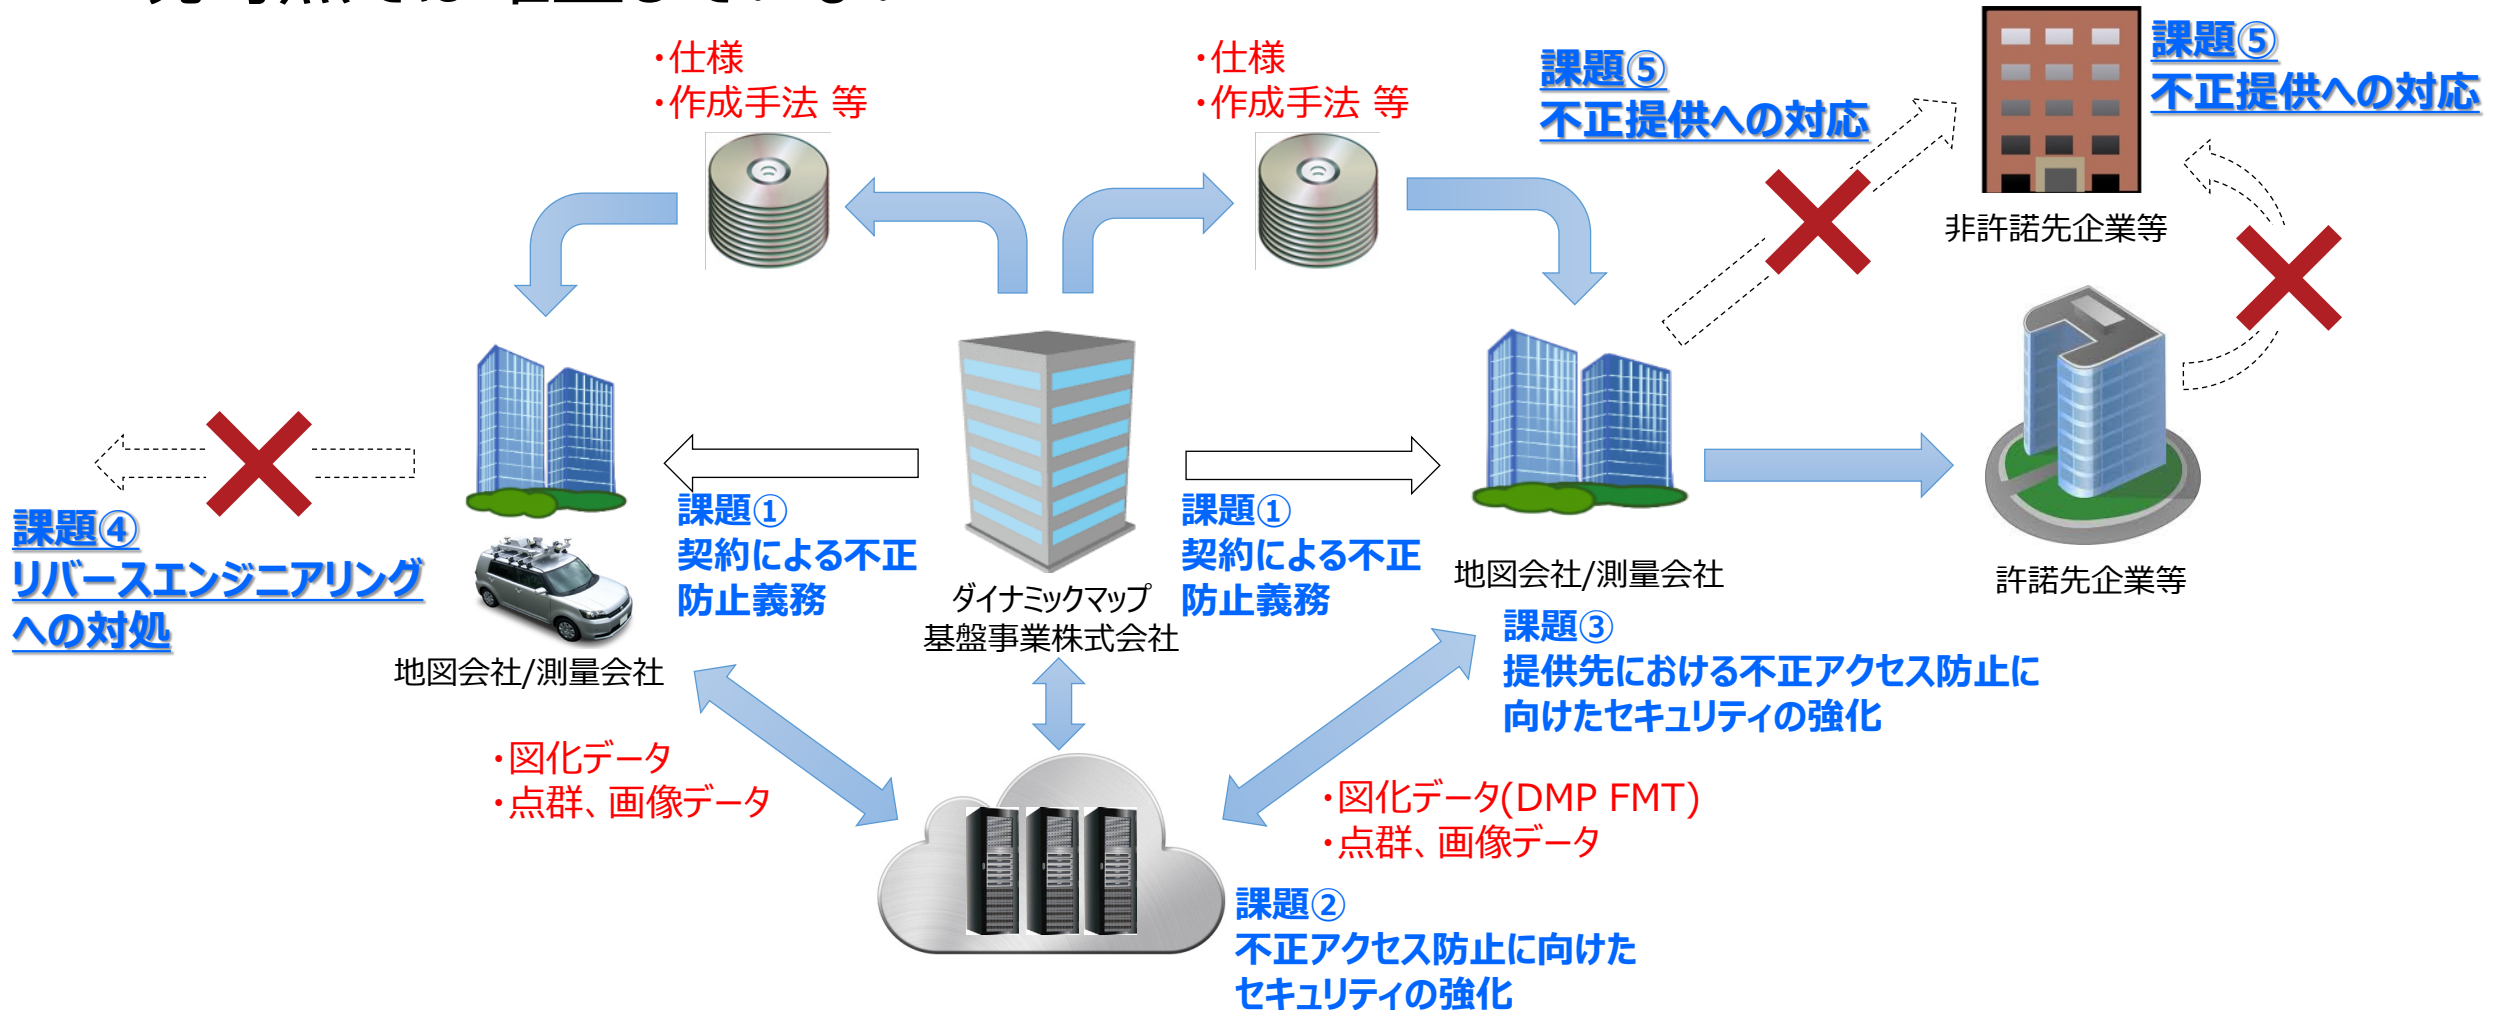 ・仕様
・作成手法 等
・仕様
・作成手法 等
課題⑤
不正提供への対応
課題⑤
不正提供への対応
非許諾先企業等
課題④
リバースエンジニアリング
への対処
地図会社/測量会社
課題①
契約による不正
防止義務
ダイナミックマップ
基盤事業株式会社
課題①
契約による不正
防止義務
地図会社/測量会社
許諾先企業等
課題③
提供先における不正アクセス防止に
向けたセキュリティの強化
・図化データ
・点群、画像データ
・図化データ(DMP FMT)
・点群、画像データ
課題②
不正アクセス防止に向けた
セキュリティの強化